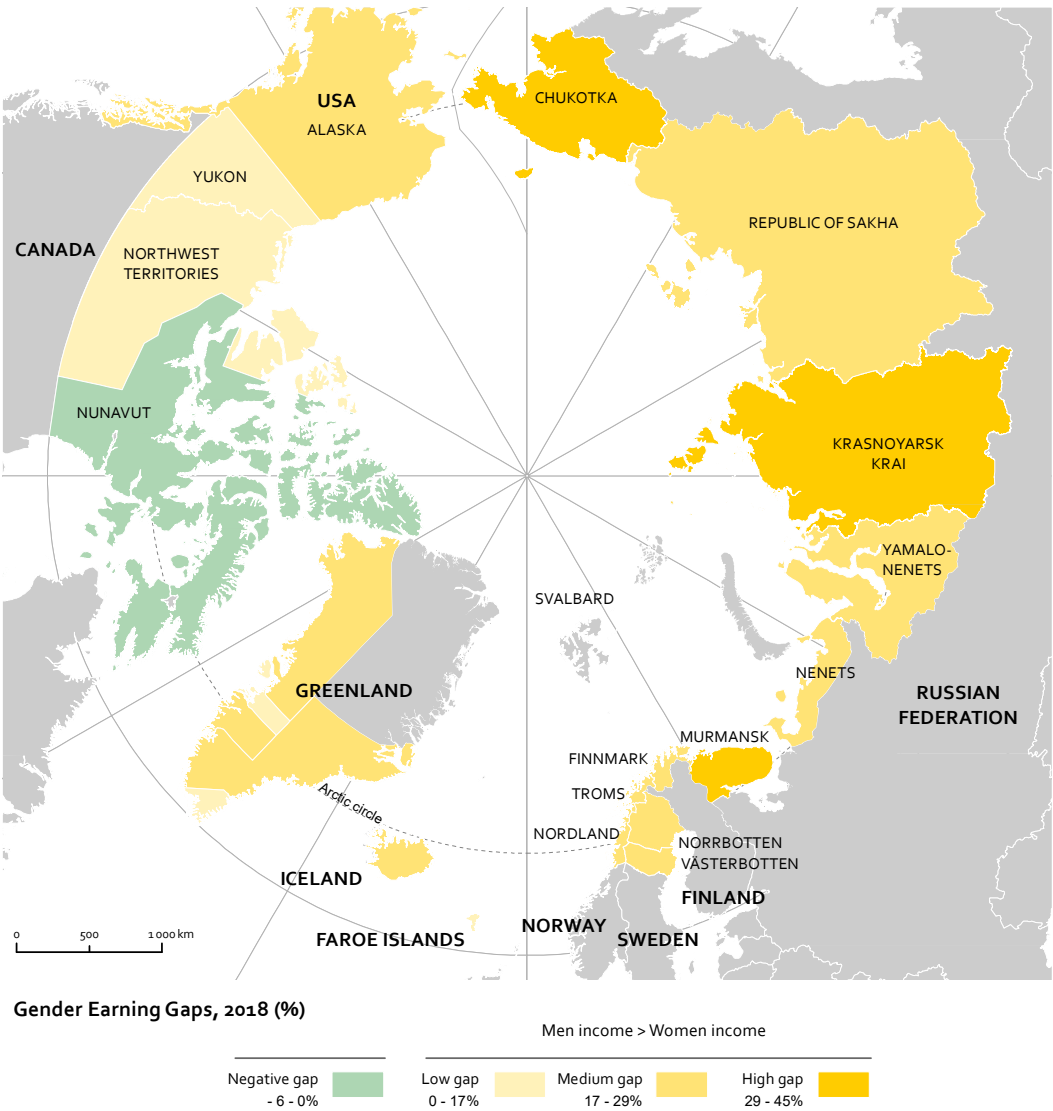 USA
ALASKA
CHUKOTKA
YUKON
REPUBLIC OF SAKHA
CANADA
NORTHWEST
TERRITORIES
NUNAVUT
KRASNOYARSK
KRAI
YAMALO-
NENETS
SVALBARD
NENETS
GREENLAND
RUSSIAN
FEDERATION
MURMANSK
FINNMARK
TROMS
Arctic circle
NORDLAND
NORRBOTTEN
VÄSTERBOTTEN
ICELAND
FINLAND
NORWAY
FAROE ISLANDS
SWEDEN
0 500 1 000 km
Gender Earning Gaps, 2018 (%)
Men income > Women income
Negative gap
- 6 - 0%
Low gap
0 - 17%
Medium gap
17 - 29%
High gap
29 - 45%